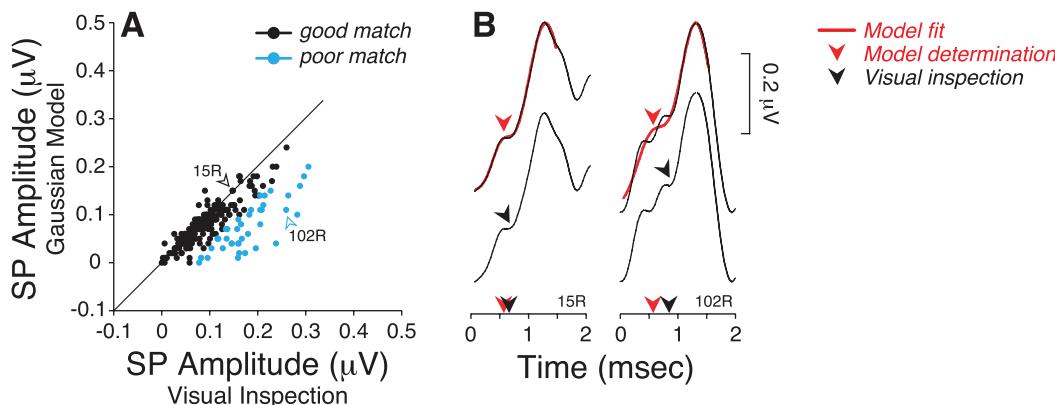 A
SP Amplitude (μV)
Gaussian Model
0.5
0.4
0.3
0.2
0.1
0
-0.1
good match
poor match
15R
102R
-0.1 0 0.1 0.2 0.3 0.4 0.5
SP Amplitude (μV)
Visual Inspection
B
Model fit
Model determination
Visual inspection
0.2 μV
15R
102R
0 1 2
0 1 2
Time (msec)